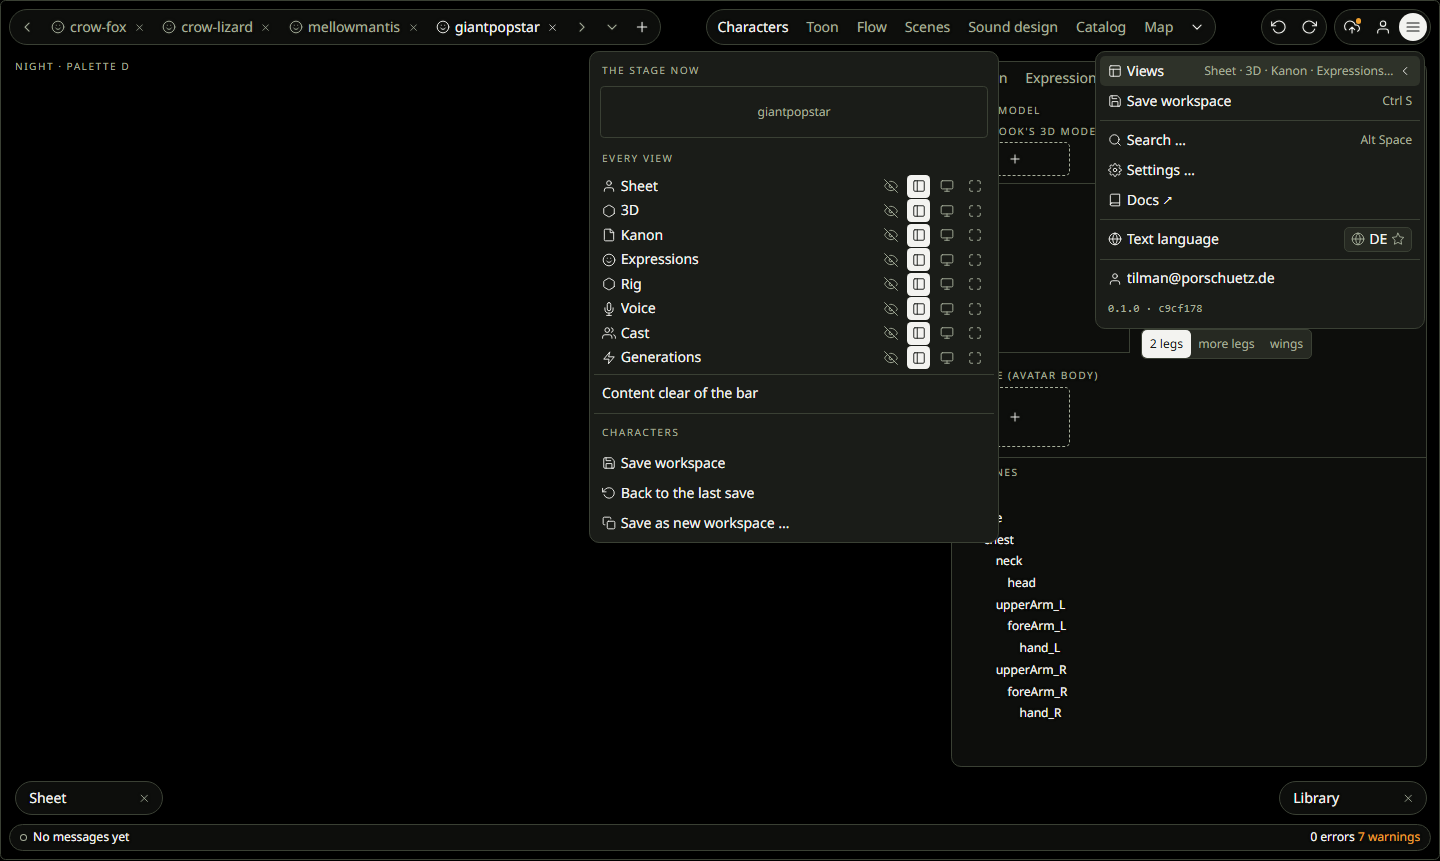 crow-fox
crow-lizard
mellowmantis
giantpopstar
Characters
Toon
Flow
Scenes
Sound design
Catalog
Map
NIGHT · PALETTE D
THE STAGE NOW
giantpopstar
EVERY VIEW
Sheet
3D
Kanon
Expressions
Rig
Voice
Cast
Generations
Content clear of the bar
CHARACTERS
Save workspace
Back to the last save
Save as new workspace ...
Expression
MODEL
OOK'S 3D MODE
Views Sheet · 3D · Kanon · Expressions...
Save workspace Ctrl S
Search ... Alt Space
Settings ...
Docs ↗
Text language DE
tilman@porschuetz.de
0.1.0 · c9cf178
2 legs more legs wings
(AVATAR BODY)
neck
head
upperArm_L
foreArm_L
hand_L
upperArm_R
foreArm_R
hand_R
Sheet
Library
No messages yet
0 errors 7 warnings